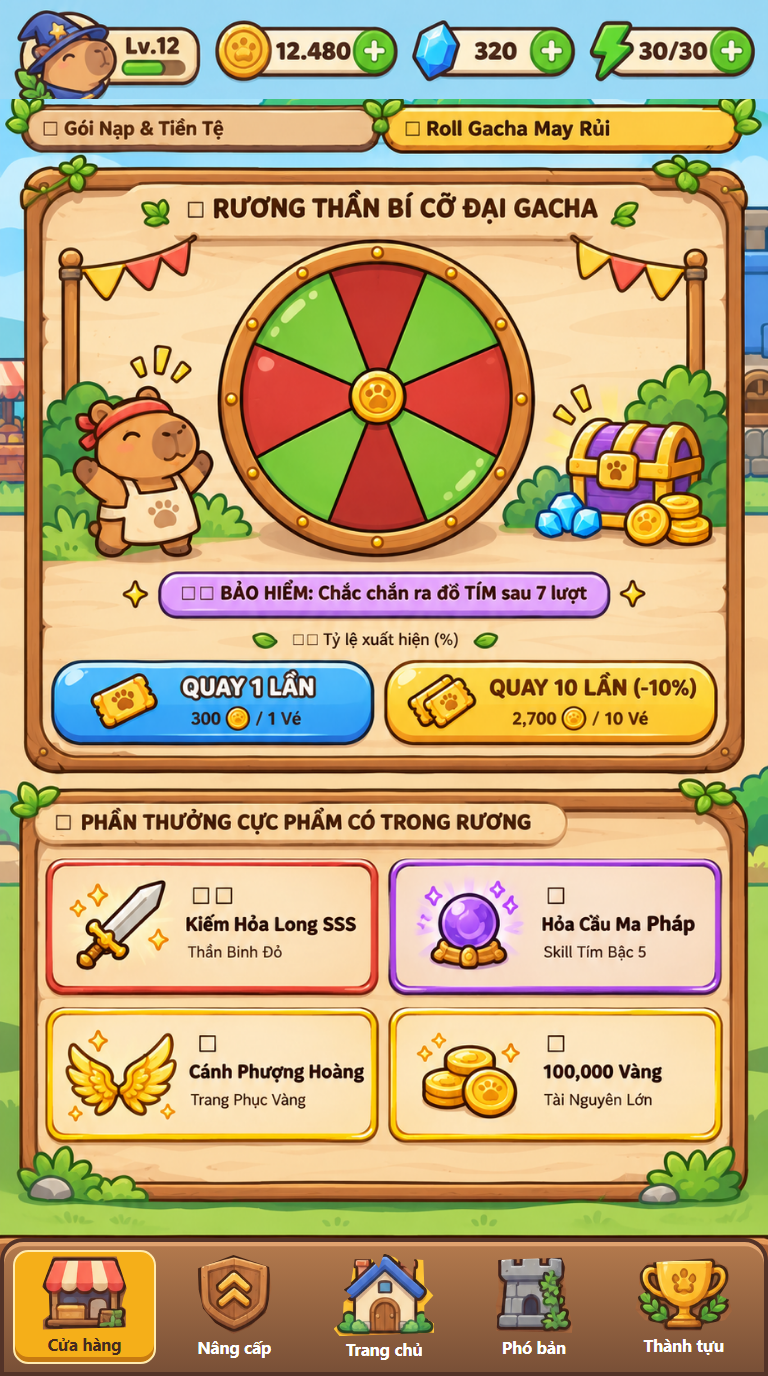 Lv.12
12.480
320
30/30
Gói Nạp & Tiền Tệ
Roll Gacha May Rủi
RƯƠNG THẦN BÍ CỠ ĐẠI GACHA
BẢO HIỂM: Chắc chắn ra đồ TÍM sau 7 lượt
Tỷ lệ xuất hiện (%)
QUAY 1 LẦN
300 / 1 Vé
QUAY 10 LẦN (-10%)
2,700 / 10 Vé
PHẦN THƯỞNG CỰC PHẨM CÓ TRONG RƯƠNG
Kiếm Hỏa Long SSS
Thần Binh Đỏ
Hỏa Cầu Ma Pháp
Skill Tím Bậc 5
Cánh Phượng Hoàng
Trang Phục Vàng
100,000 Vàng
Tài Nguyên Lớn
Cửa hàng
Nâng cấp
Trang chủ
Phó bản
Thành tựu